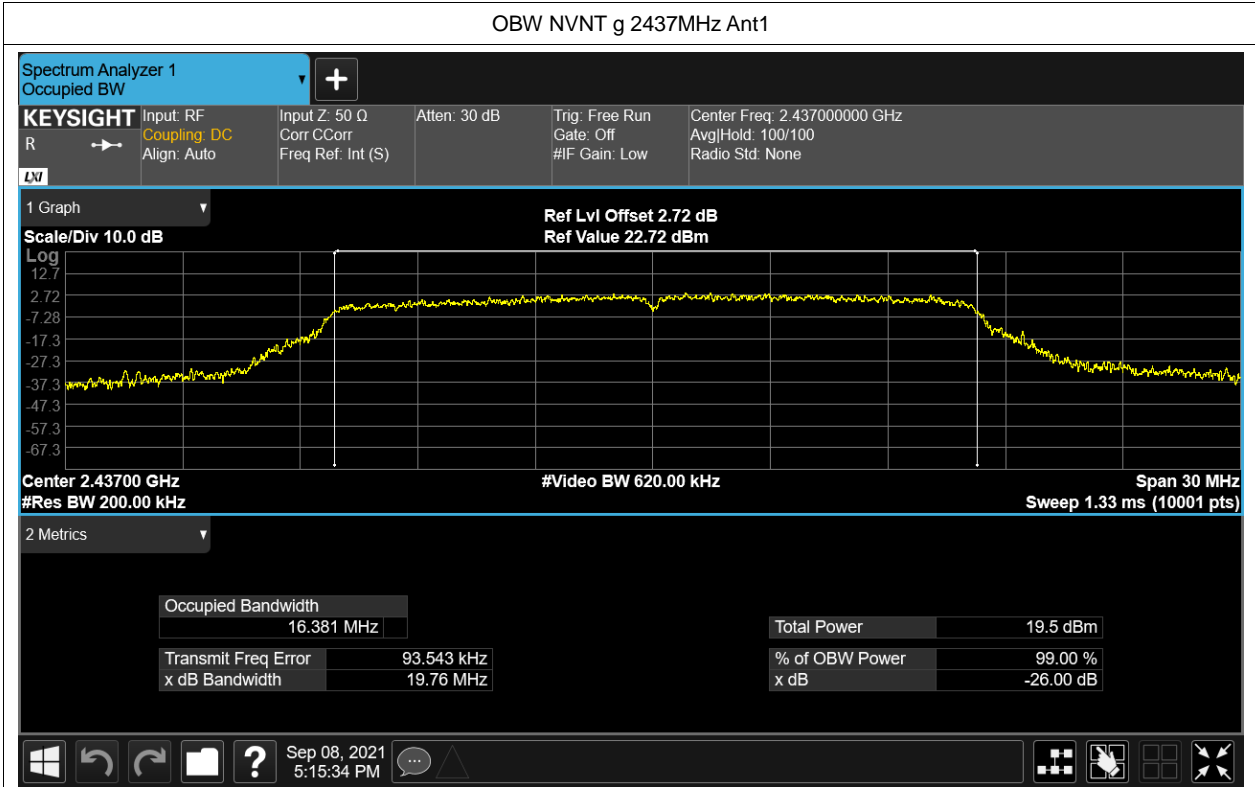 OBW NVNT g 2437MHz Ant1
Spectrum Analyzer 1
Occupied BW
KEYSIGHT
R
LXI
Input: RF
Coupling: DC
Align: Auto
Input Z: 50 Ω
Corr CCorr
Freq Ref: Int (S)
Atten: 30 dB
Trig: Free Run
Gate: Off
#IF Gain: Low
Center Freq: 2.437000000 GHz
Avg|Hold: 100/100
Radio Std: None
1 Graph
Scale/Div 10.0 dB
Ref Lvl Offset 2.72 dB
Ref Value 22.72 dBm
Log
12.7
2.72
-7.28
-17.3
-27.3
-37.3
-47.3
-57.3
-67.3
Center 2.43700 GHz
#Res BW 200.00 kHz
#Video BW 620.00 kHz
Span 30 MHz
Sweep 1.33 ms (10001 pts)
2 Metrics
Occupied Bandwidth
16.381 MHz
Transmit Freq Error 93.543 kHz
x dB Bandwidth 19.76 MHz
Total Power 19.5 dBm
% of OBW Power 99.00 %
x dB -26.00 dB
?
Sep 08, 2021
5:15:34 PM